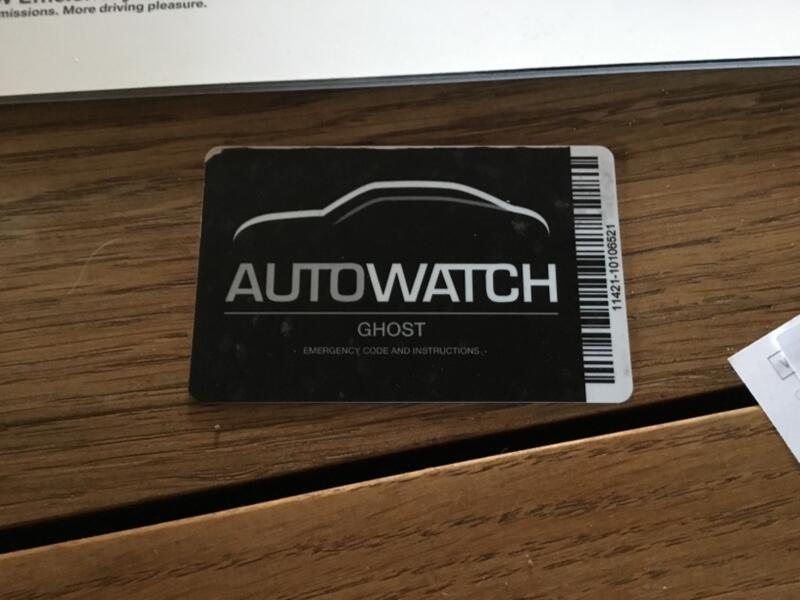 missions. More driving pleasure.
AUTOWATCH
GHOST
EMERGENCY CODE AND INSTRUCTIONS
11421-10106521